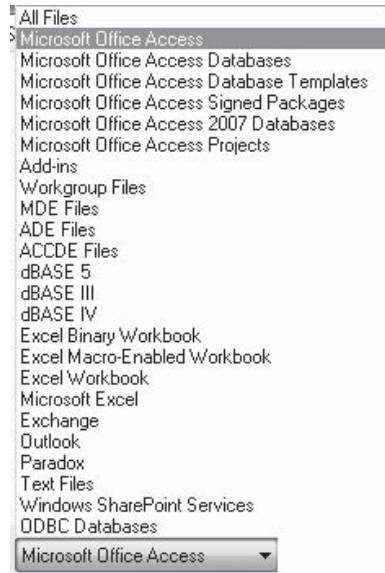 All Files
Microsoft Office Access
Microsoft Office Access Databases
Microsoft Office Access Database Templates
Microsoft Office Access Signed Packages
Microsoft Office Access 2007 Databases
Microsoft Office Access Projects
Add-ins
Workgroup Files
MDE Files
ADE Files
ACCDE Files
dBASE 5
dBASE III
dBASE IV
Excel Binary Workbook
Excel Macro-Enabled Workbook
Excel Workbook
Microsoft Excel
Exchange
Outlook
Paradox
Text Files
Windows SharePoint Services
ODBC Databases
Microsoft Office Access